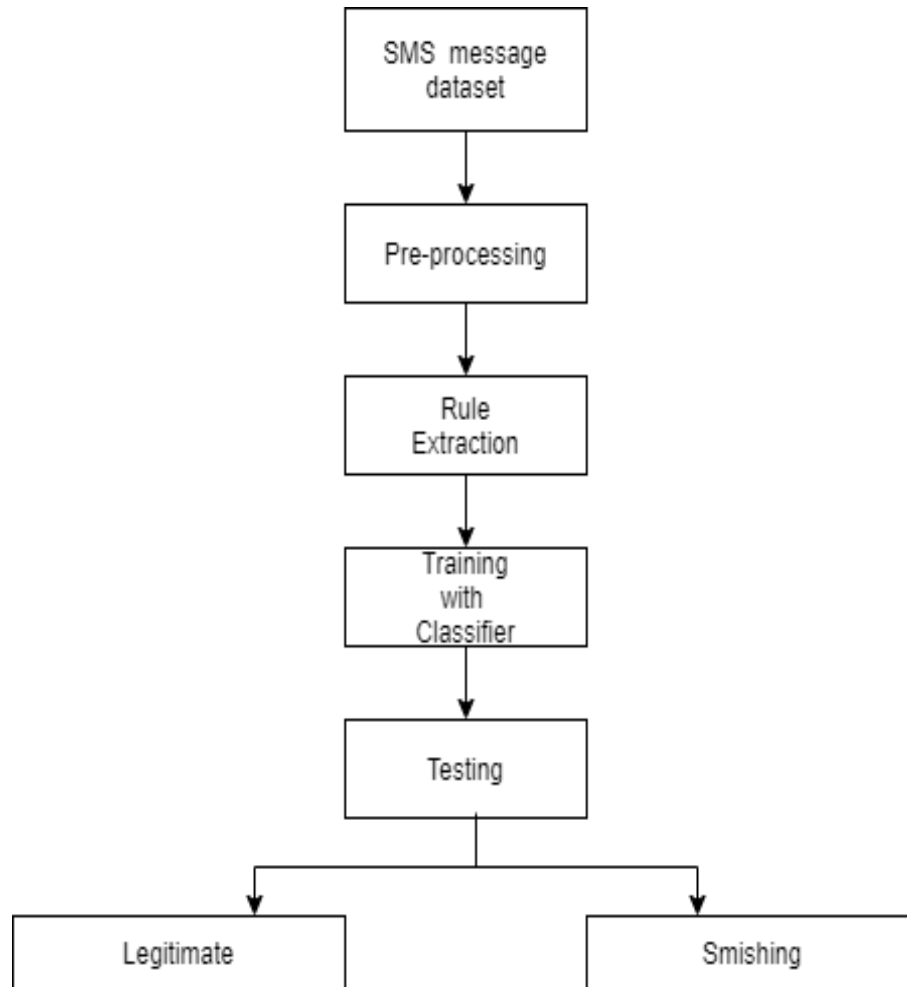 SMS message
dataset
Pre-processing
Rule
Extraction
Training
with
Classifier
Testing
Legitimate
Smishing